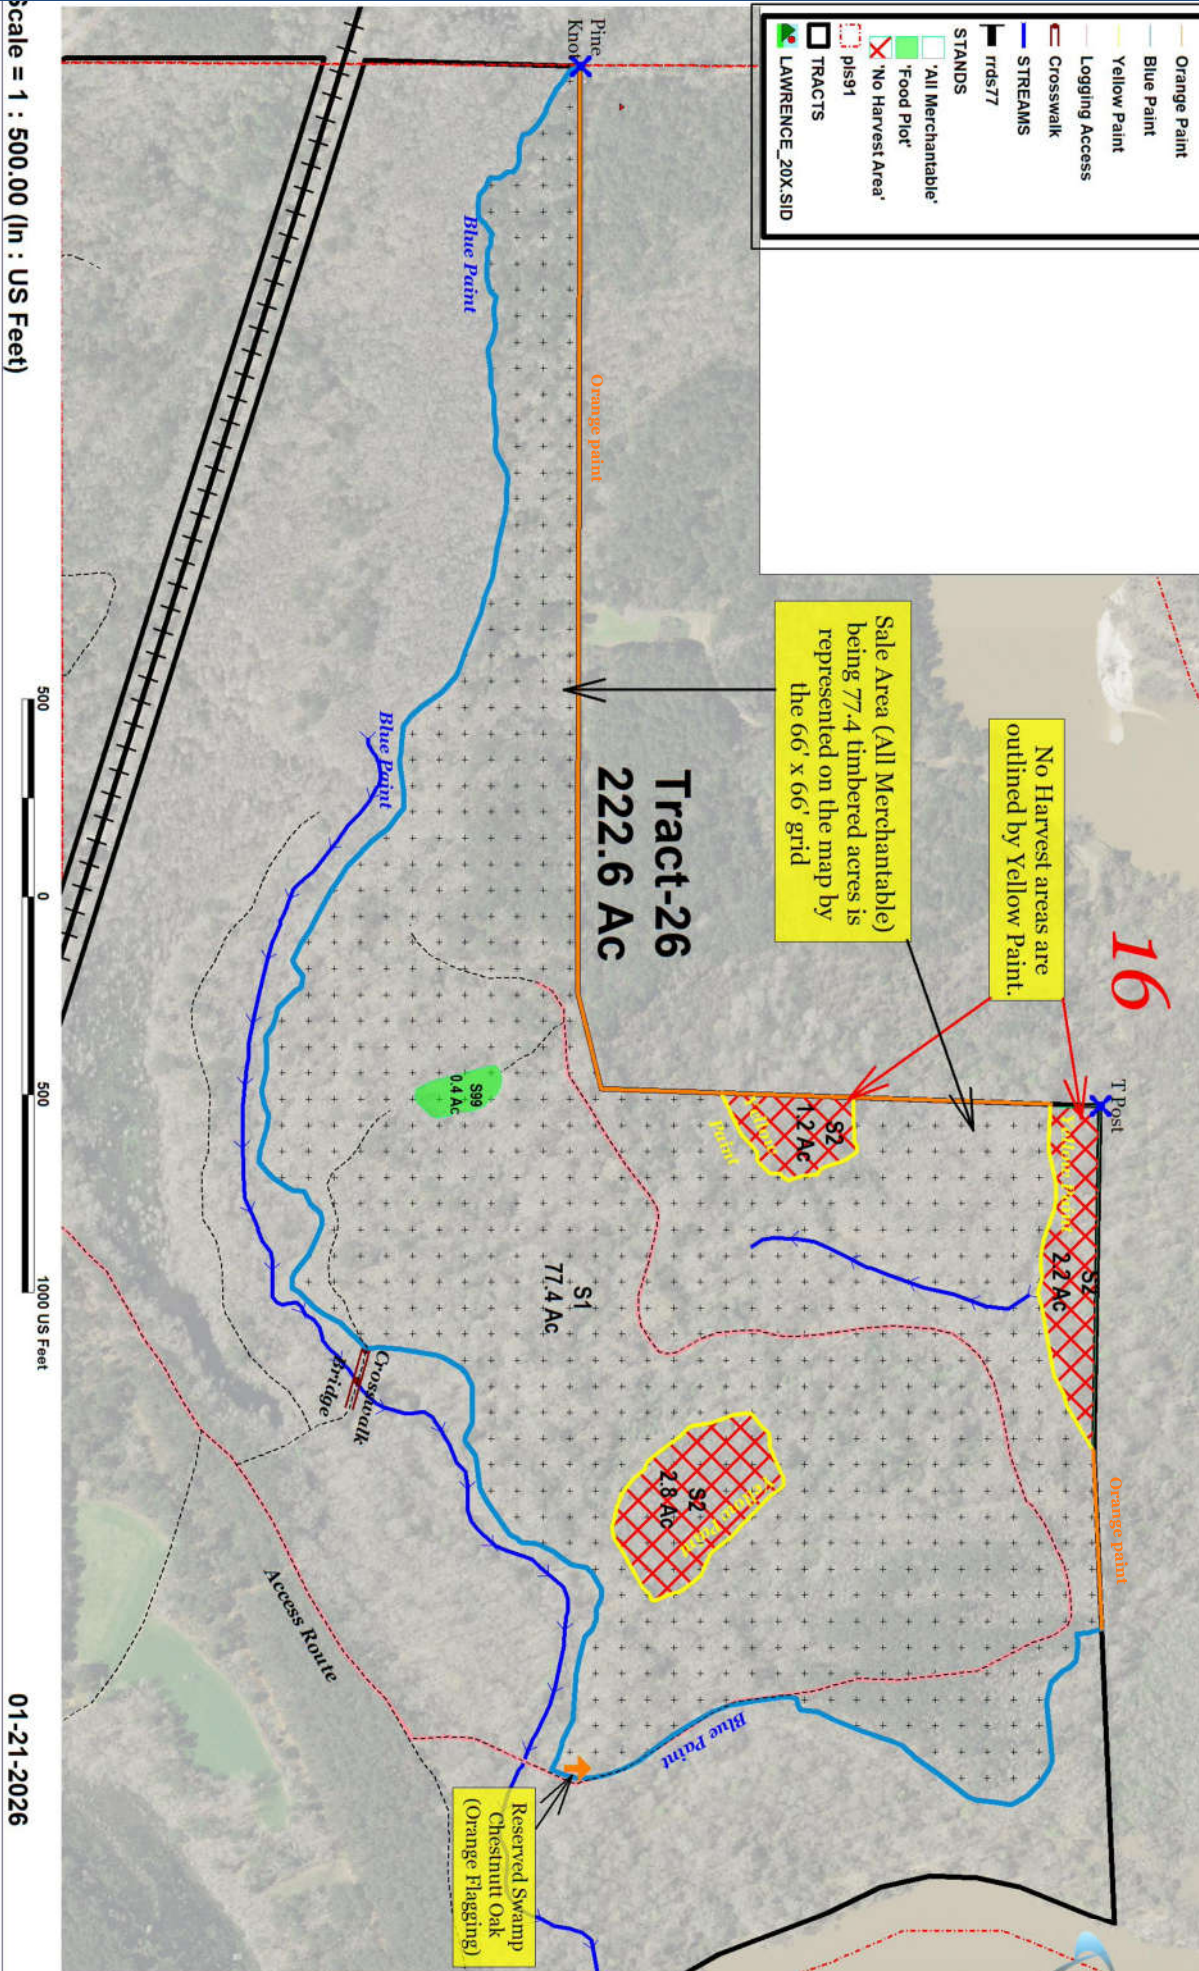 Orange Paint
Blue Paint
Yellow Paint
Logging Access
Crosswalk
STREAMS
rrds77
STANDS
'All Merchantable'
'Food Plot'
'No Harvest Area'
pls91
TRACTS
LAWRENCE_20X.SID
16
No Harvest areas are
outlined by Yellow Paint.
T Post
Sale Area (All Merchantable)
being 77.4 timbered acres is
represented on the map by
the 66' x 66' grid
Tract-26
222.6 Ac
Pine
Knot
Orange paint
Blue Paint
Blue Paint
Yellow Paint
S2
2.2 Ac
Orange paint
S2
1.2 Ac
Yellow
Paint
S1
77.4 Ac
S99
0.4 Ac
S2
2.8 Ac
Yellow Paint
Blue Paint
Crosswalk
Bridge
Access Route
Reserved Swamp
Chestnutt Oak
(Orange Flagging)
500
0
500
1000 US Feet
Scale = 1 : 500.00 (In : US Feet)
01-21-2026